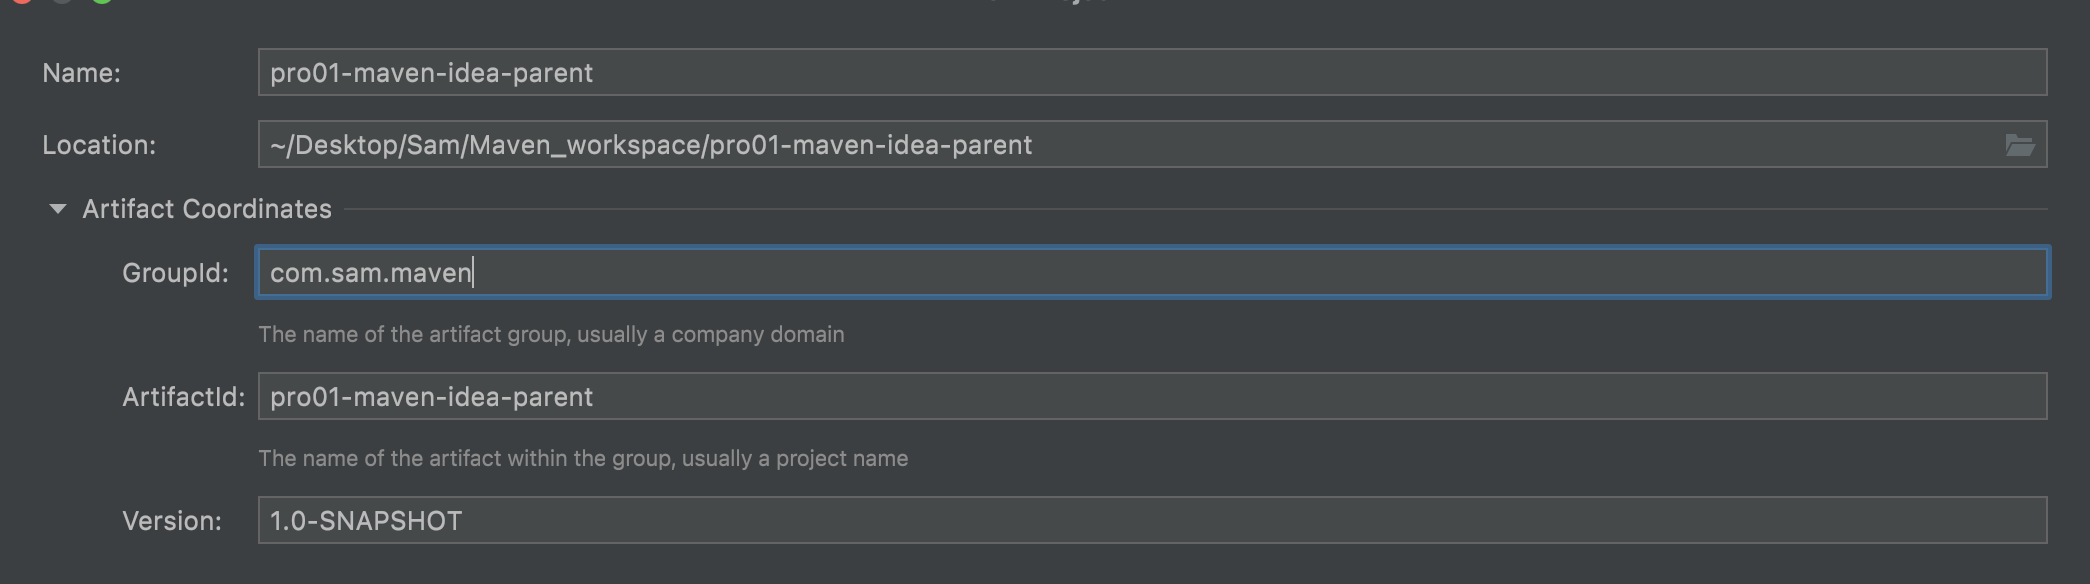 Name: pro01-maven-idea-parent
Location: ~/Desktop/Sam/Maven_workspace/pro01-maven-idea-parent
Artifact Coordinates
GroupId: com.sam.maven
The name of the artifact group, usually a company domain
ArtifactId: pro01-maven-idea-parent
The name of the artifact within the group, usually a project name
Version: 1.0-SNAPSHOT